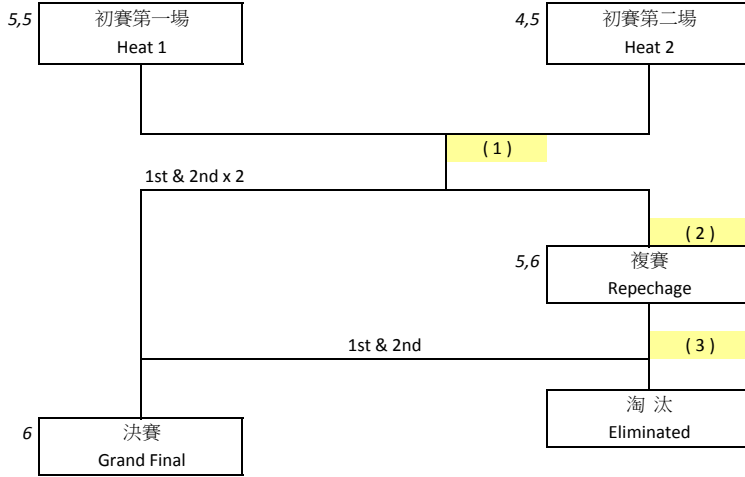 5,5
初賽第一場
Heat 1
4,5
初賽第二場
Heat 2
( 1 )
1st & 2nd x 2
( 2 )
5,6
複賽
Repechage
1st & 2nd
( 3 )
淘 汰
Eliminated
6
決賽
Grand Final